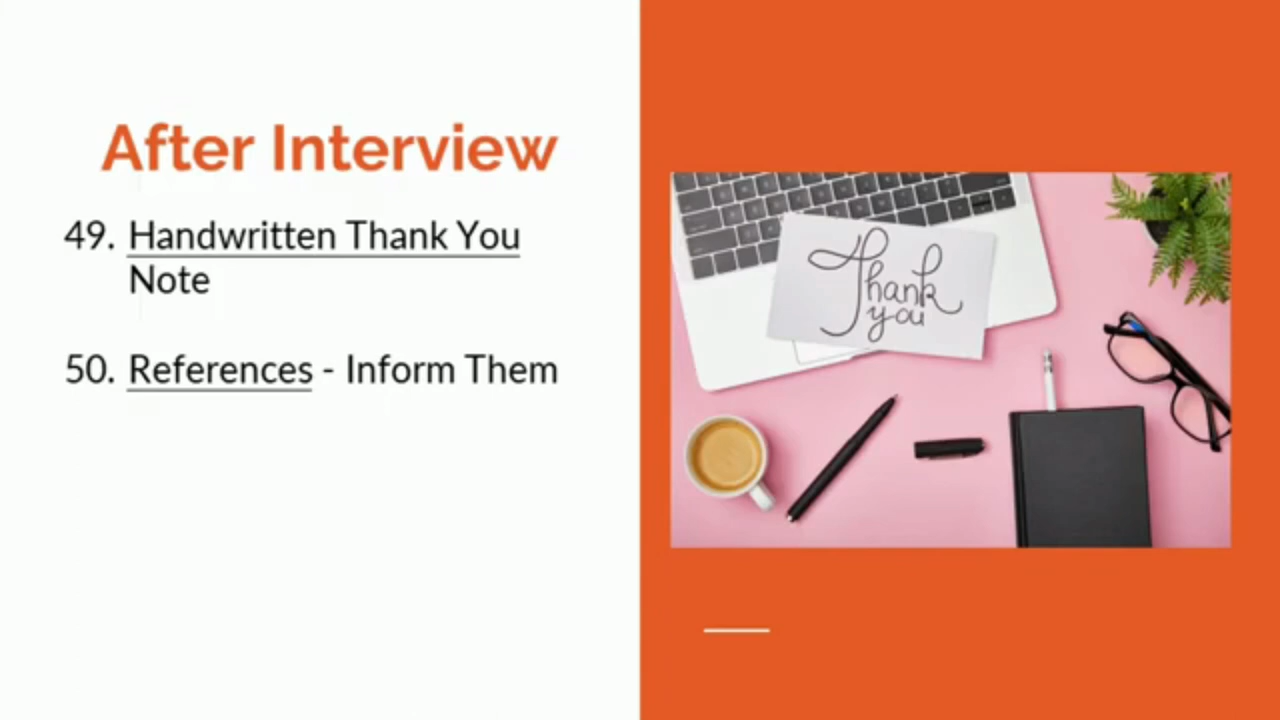 After Interview
49. Handwritten Thank You
Note
50. References - Inform Them
Thank
you